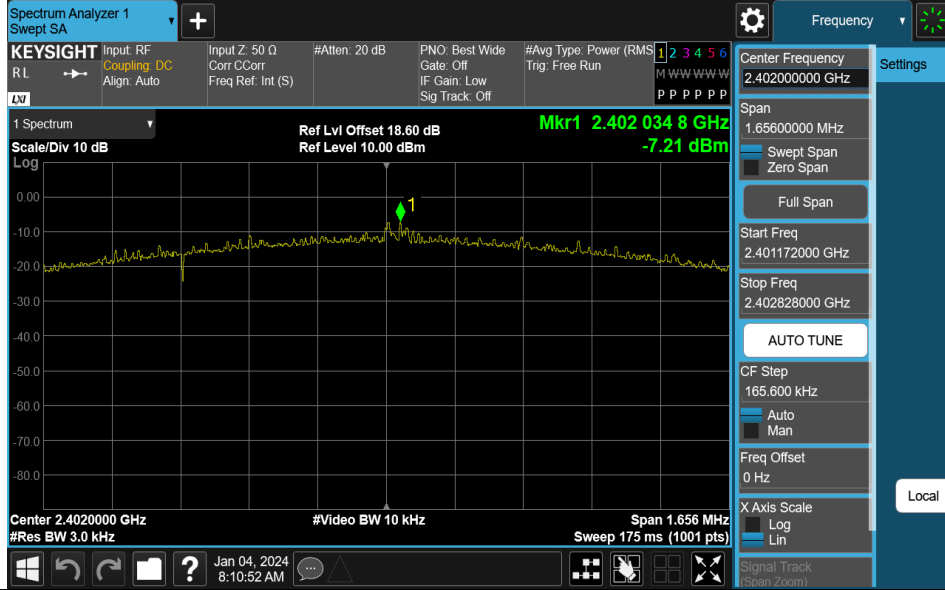 Spectrum Analyzer 1
Swept SA
+
Frequency
KEYSIGHT
RL
LXI
Input: RF
Coupling: DC
Align: Auto
Input Z: 50 Ω
Corr CCorr
Freq Ref: Int (S)
#Atten: 20 dB
PNO: Best Wide
Gate: Off
IF Gain: Low
Sig Track: Off
#Avg Type: Power (RMS
Trig: Free Run
1 2 3 4 5 6
M W W W W W
P P P P P P
Center Frequency
2.402000000 GHz
Settings
1 Spectrum
Scale/Div 10 dB
Ref Lvl Offset 18.60 dB
Ref Level 10.00 dBm
Mkr1 2.402 034 8 GHz
-7.21 dBm
Span
1.65600000 MHz
Swept Span
Zero Span
Full Span
Start Freq
2.401172000 GHz
Stop Freq
2.402828000 GHz
AUTO TUNE
CF Step
165.600 kHz
Auto
Man
Freq Offset
0 Hz
X Axis Scale
Log
Lin
Signal Track
(Span Zoom)
Local
Log
0.00
-10.0
-20.0
-30.0
-40.0
-50.0
-60.0
-70.0
-80.0
1
Center 2.4020000 GHz
#Res BW 3.0 kHz
#Video BW 10 kHz
Span 1.656 MHz
Sweep 175 ms (1001 pts)
?
Jan 04, 2024
8:10:52 AM